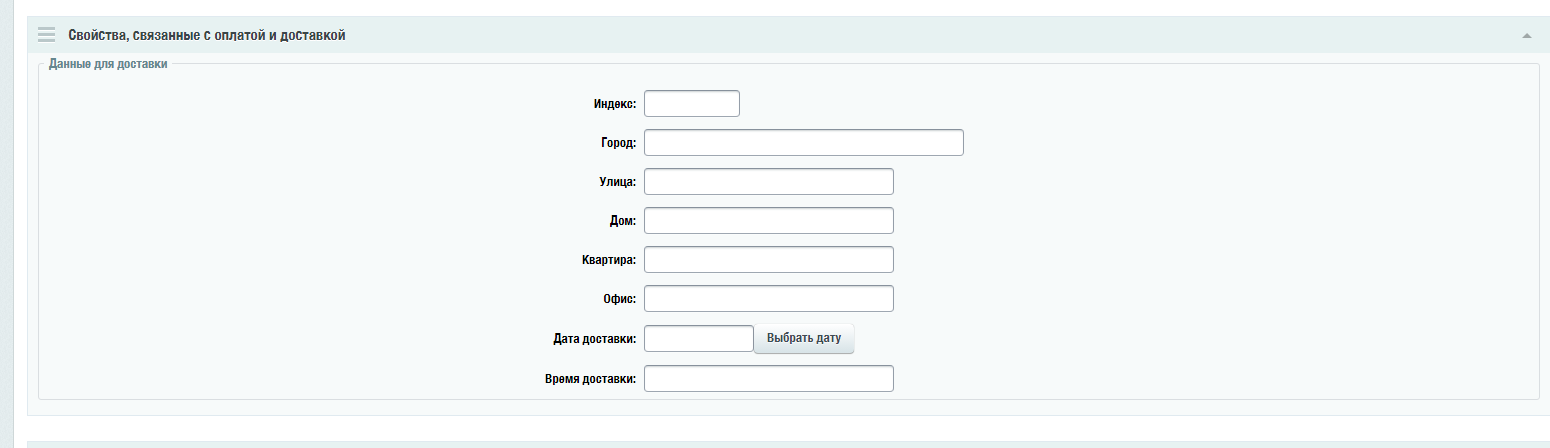 Свойства, связанные с оплатой и доставкой
Данные для доставки
Индекс:
Город:
Улица:
Дом:
Квартира:
Офис:
Дата доставки: Выбрать дату
Время доставки: